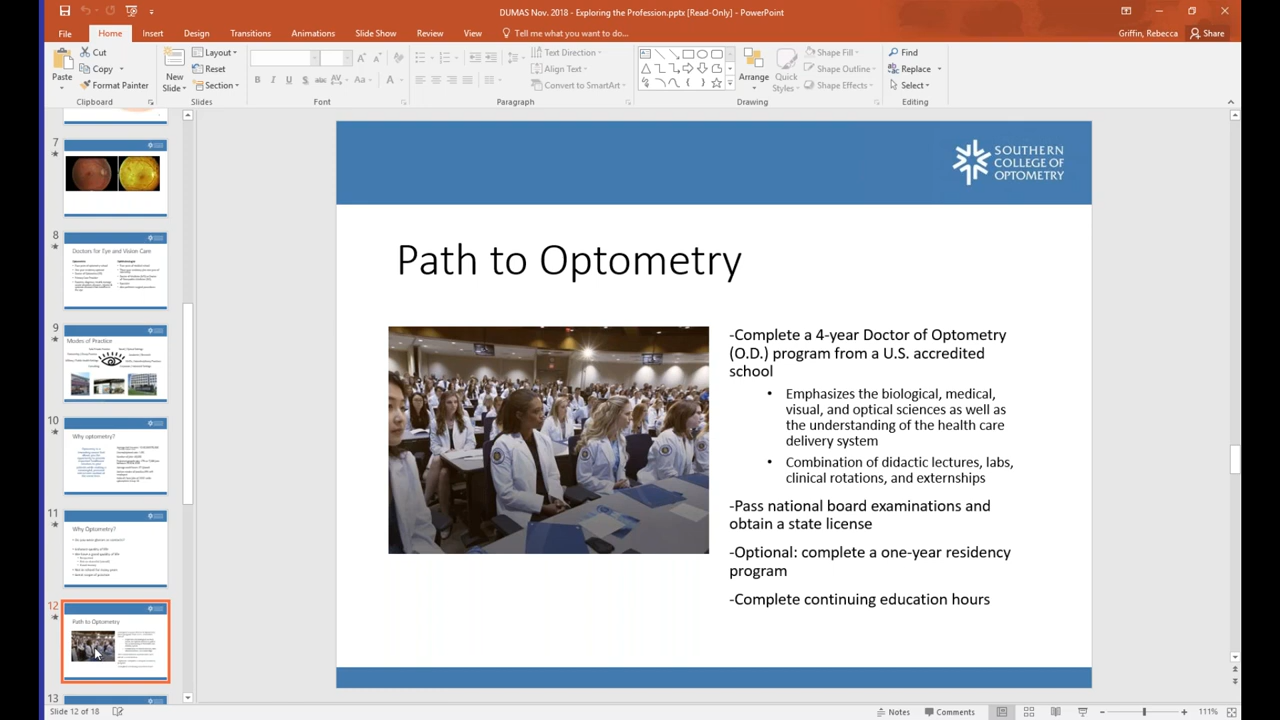 DUMAS Nov. 2018 - Exploring the Profession.pptx [Read-Only] - PowerPoint
File Home Insert Design Transitions Animations Slide Show Review View Tell me what you want to do... Griffin, Rebecca Share
Paste
Cut
Copy
Format Painter
Clipboard
New Slide
Layout
Reset
Section
Slides
Font
Text Direction
Align Text
Convert to SmartArt
Paragraph
Arrange
Quick Styles
Shape Fill
Shape Outline
Shape Effects
Drawing
Find
Replace
Select
Editing
7
8
Doctors for Eye and Vision Care
9
Modes of Practice
10
Why optometry?
11
Why Optometry?
12
Path to Optometry
13
SOUTHERN
COLLEGE OF
OPTOMETRY
Path to Optometry
-Complete a 4-year Doctor of Optometry
(O.D.) program from a U.S. accredited
school
• Emphasizes the biological, medical,
visual, and optical sciences as well as
the understanding of the health care
delivery system
• Combination of didactic lectures, labs,
clinical rotations, and externships
-Pass national board examinations and
obtain a state license
-Optional: complete a one-year residency
program
-Complete continuing education hours
Slide 12 of 18 Notes Comments 111%